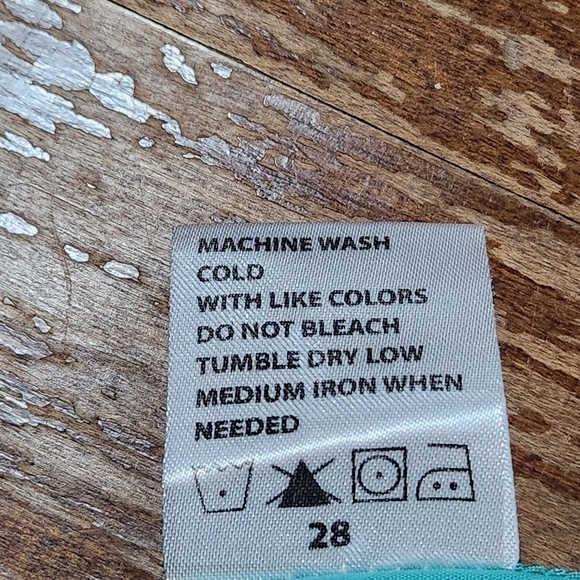 MACHINE WASH
COLD
WITH LIKE COLORS
DO NOT BLEACH
TUMBLE DRY LOW
MEDIUM IRON WHEN
NEEDED
28